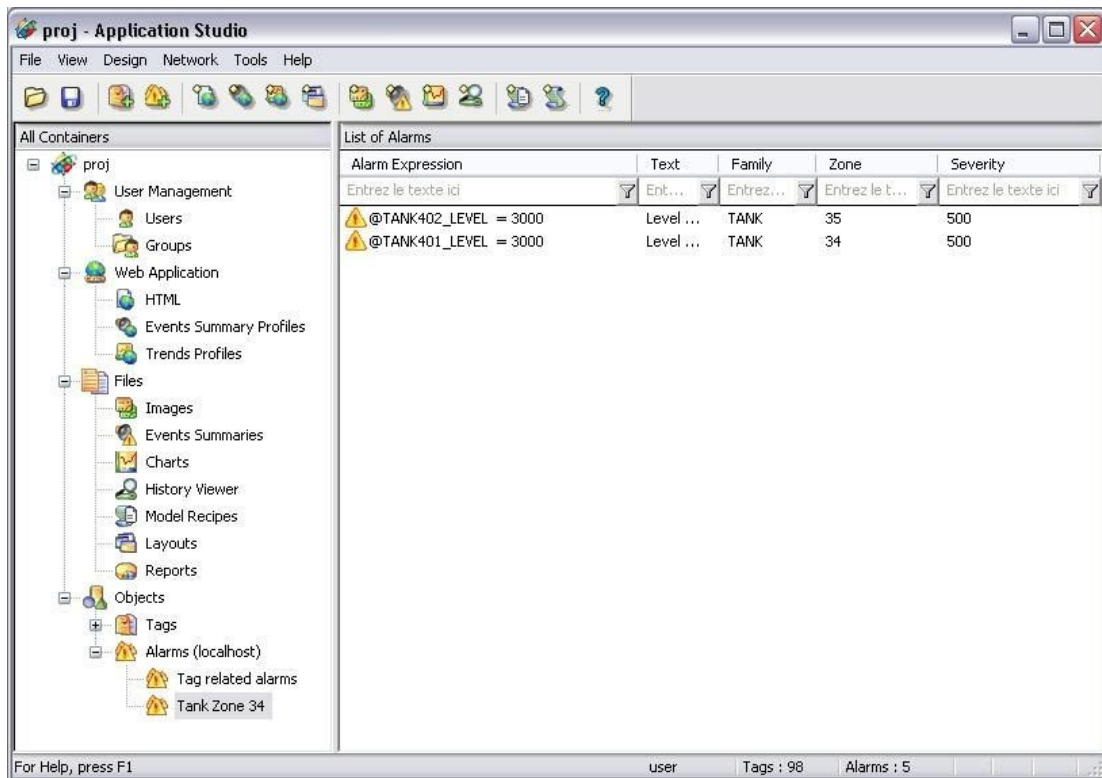 proj - Application Studio
File View Design Network Tools Help
All Containers
proj
User Management
Users
Groups
Web Application
HTML
Events Summary Profiles
Trends Profiles
Files
Images
Events Summaries
Charts
History Viewer
Model Recipes
Layouts
Reports
Objects
Tags
Alarms (localhost)
Tag related alarms
Tank Zone 34
List of Alarms
Alarm Expression Text Family Zone Severity
Entrez le texte ici Ent... Entrez... Entrez le t... Entrez le texte ici
@TANK402_LEVEL = 3000 Level ... TANK 35 500
@TANK401_LEVEL = 3000 Level ... TANK 34 500
For Help, press F1 user Tags : 98 Alarms : 5